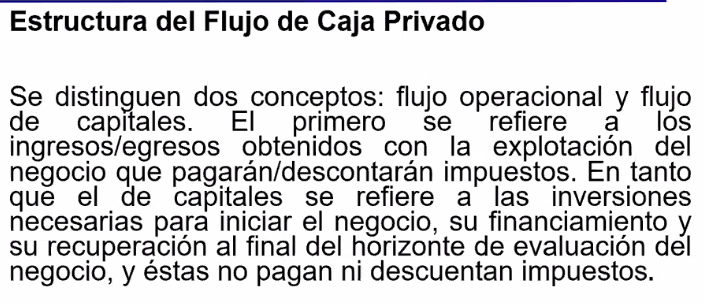 Estructura del Flujo de Caja Privado
Se distinguen dos conceptos: flujo operacional y flujo
de capitales. El primero se refiere a los
ingresos/egresos obtenidos con la explotación del
negocio que pagarán/descontarán impuestos. En tanto
que el de capitales se refiere a las inversiones
necesarias para iniciar el negocio, su financiamiento y
su recuperación al final del horizonte de evaluación del
negocio, y éstas no pagan ni descuentan impuestos.